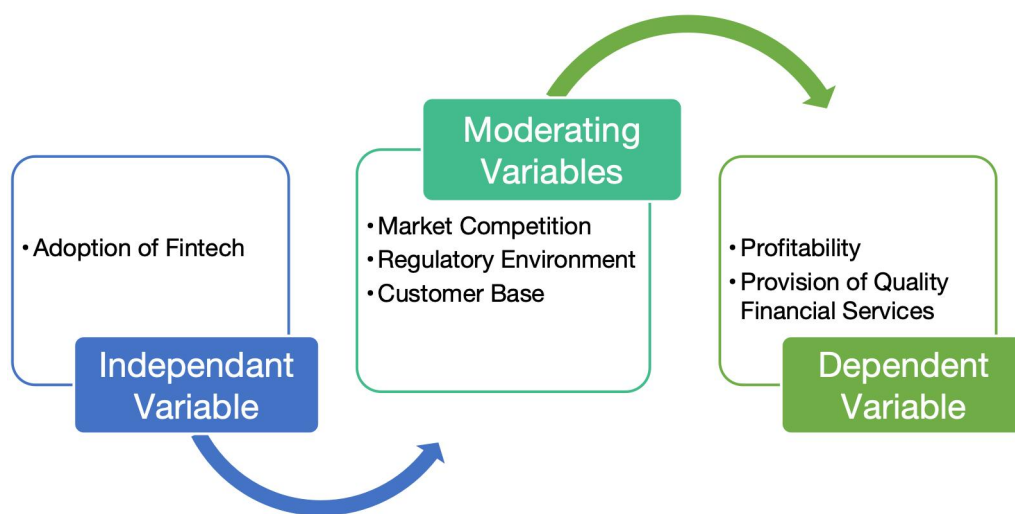 • Adoption of Fintech
Independant
Variable
Moderating
Variables
• Market Competition
• Regulatory Environment
• Customer Base
• Profitability
• Provision of Quality
Financial Services
Dependent
Variable